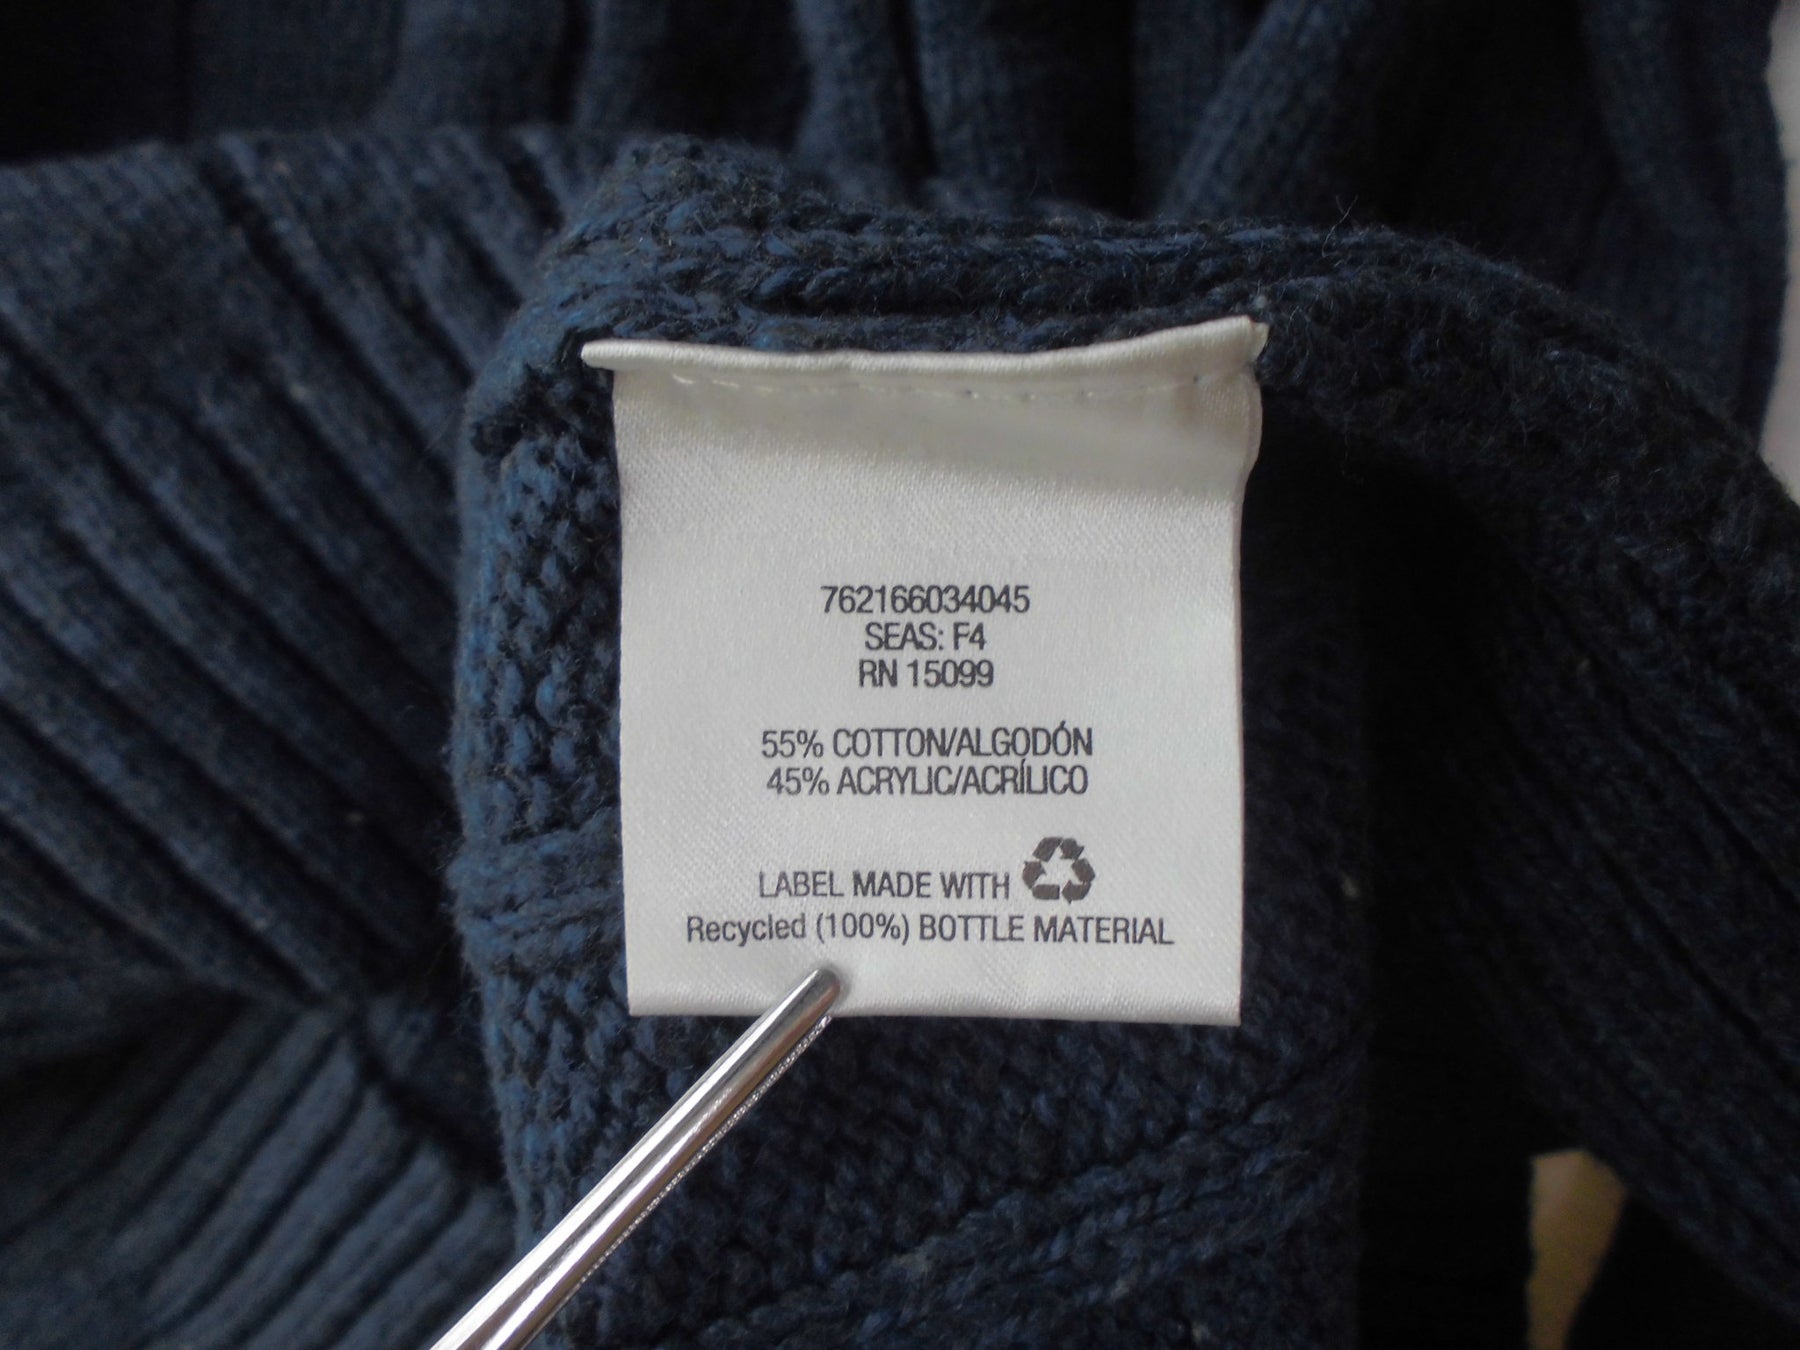 762166034045
SEAS: F4
RN 15099
55% COTTON/ALGODÓN
45% ACRYLIC/ACRÍLICO
LABEL MADE WITH
Recycled (100%) BOTTLE MATERIAL